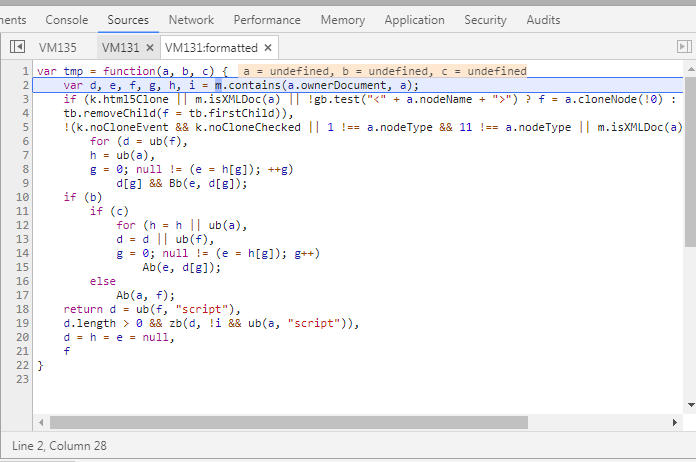 nents Console Sources Network Performance Memory Application Security Audits
VM135 VM131 × VM131:formatted ×
1 var tmp = function(a, b, c) { a = undefined, b = undefined, c = undefined
2 var d, e, f, g, h, i = m.contains(a.ownerDocument, a);
3 if (k.html5Clone || m.isXMLDoc(a) || !gb.test("<" + a.nodeName + ">") ? f = a.cloneNode(!0) :
4 tb.removeChild(f = tb.firstChild)),
5 !(k.noCloneEvent && k.noCloneChecked || 1 !== a.nodeType && 11 !== a.nodeType || m.isXMLDoc(a)
6 for (d = ub(f),
7 h = ub(a),
8 g = 0; null != (e = h[g]); ++g)
9 d[g] && Bb(e, d[g]);
10 if (b)
11 if (c)
12 for (h = h || ub(a),
13 d = d || ub(f),
14 g = 0; null != (e = h[g]); g++)
15 Ab(e, d[g]);
16 else
17 Ab(a, f);
18 return d = ub(f, "script"),
19 d.length > 0 && zb(d, !i && ub(a, "script")),
20 d = h = e = null,
21 f
22 }
23
Line 2, Column 28